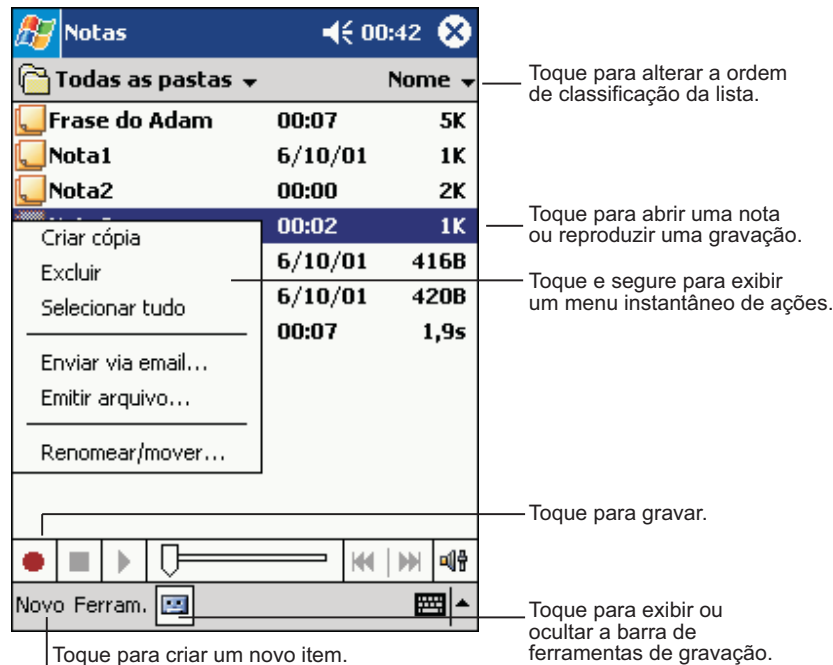 Notas 00:42
Todas as pastas Nome
Toque para alterar a ordem
de classificação da lista.
Frase do Adam 00:07 5K
Nota1 6/10/01 1K
Nota2 00:00 2K
00:02 1K
Toque para abrir uma nota
ou reproduzir uma gravação.
6/10/01 416B
6/10/01 420B
00:07 1,9s
Criar cópia
Excluir
Selecionar tudo
Enviar via email...
Emitir arquivo...
Renomear/mover...
Toque e segure para exibir
um menu instantâneo de ações.
Toque para gravar.
Novo Ferram.
Toque para exibir ou
ocultar a barra de
ferramentas de gravação.
Toque para criar um novo item.